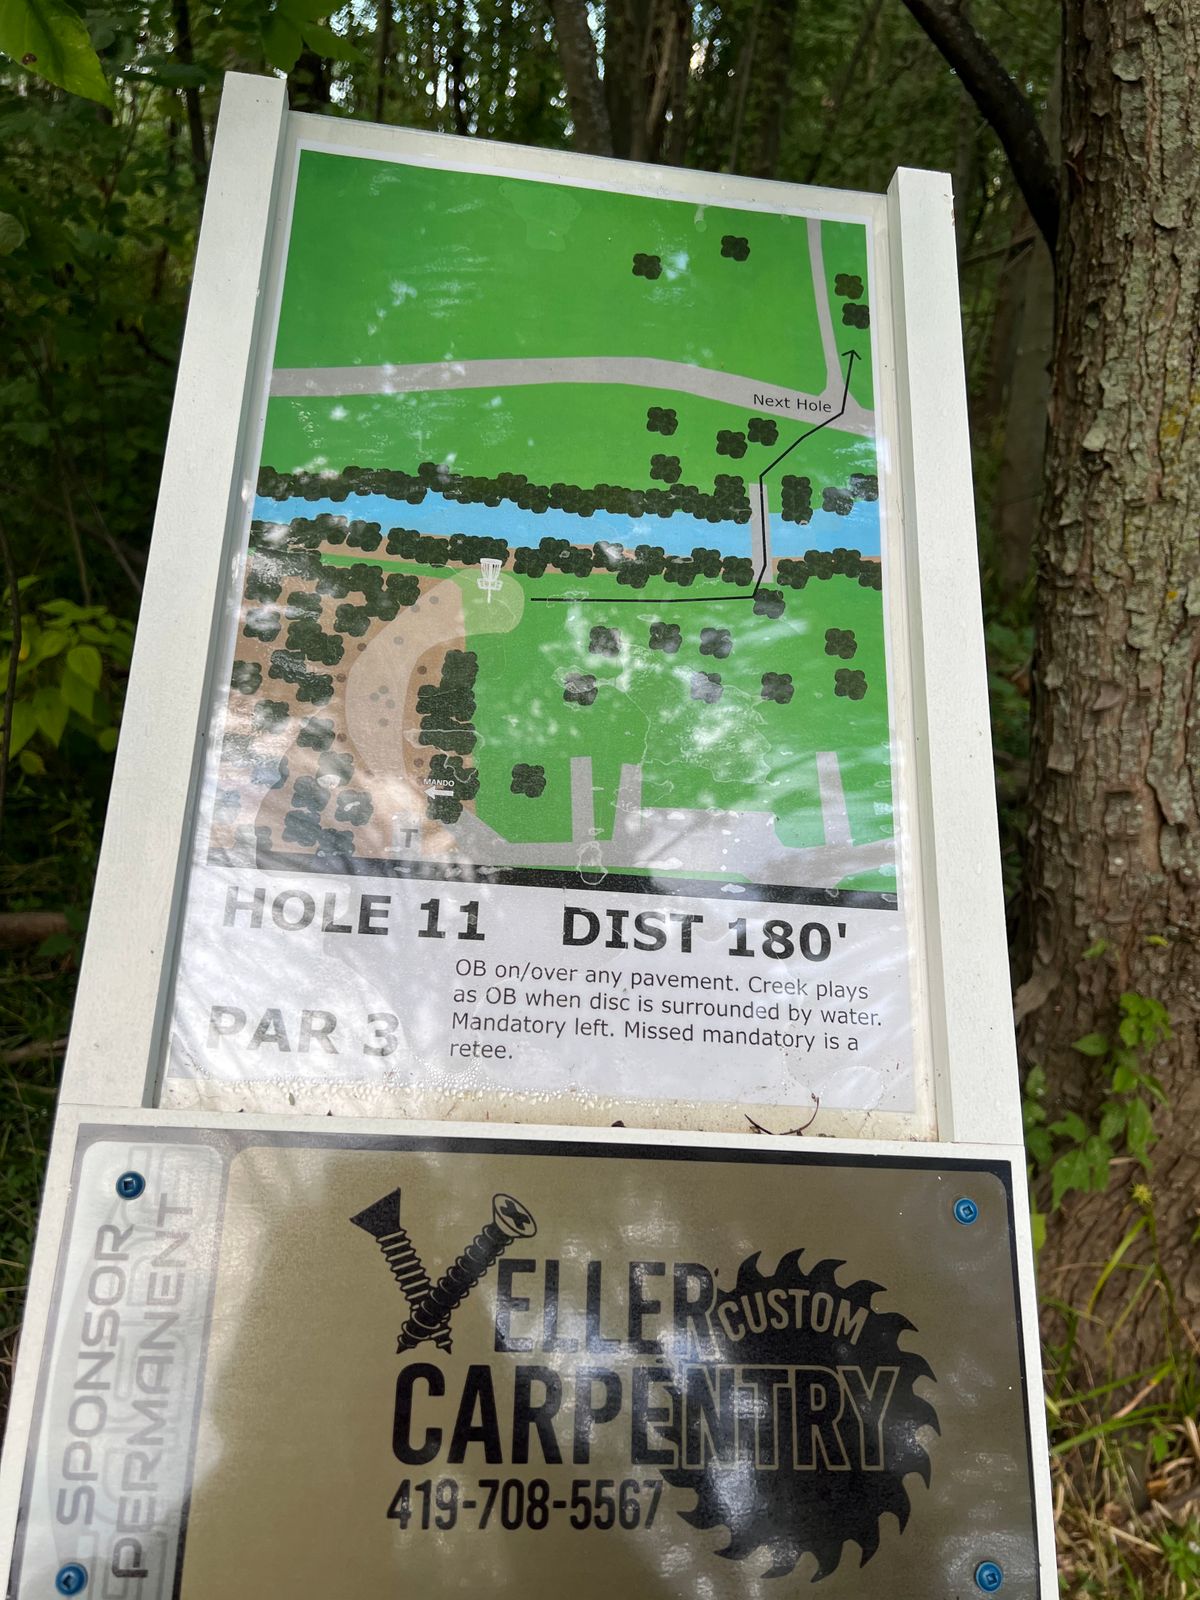 Next Hole
MANDO
T
HOLE 11 DIST 180'
PAR 3
OB on/over any pavement. Creek plays
as OB when disc is surrounded by water.
Mandatory left. Missed mandatory is a
retee.
SPONSOR
PERMANENT
YELLER
CUSTOM
CARPENTRY
419-708-5567